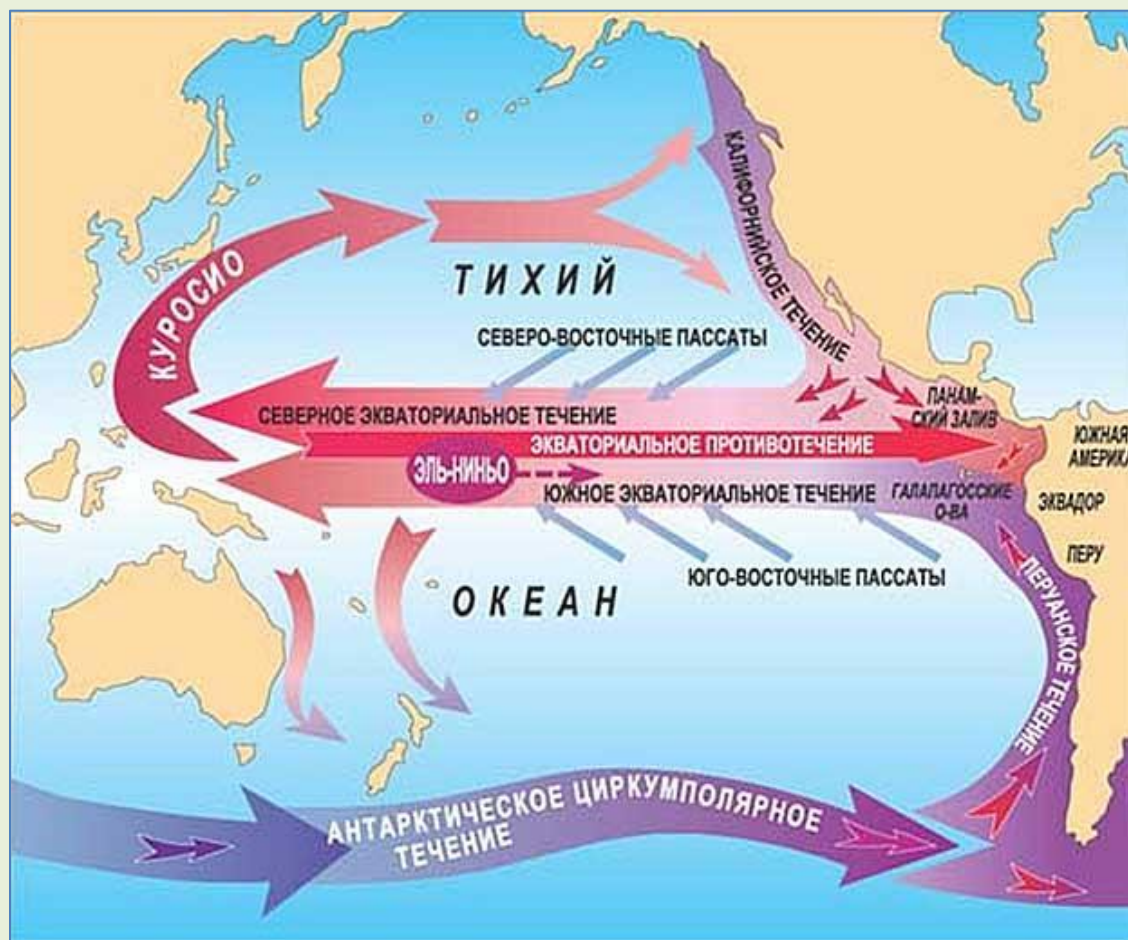 КАЛИФОРНИЙСКОЕ ТЕЧЕНИЕ
КУРОСИО
ТИХИЙ
СЕВЕРО-ВОСТОЧНЫЕ ПАССАТЫ
СЕВЕРНОЕ ЭКВАТОРИАЛЬНОЕ ТЕЧЕНИЕ
ПАНАМ-
СКИЙ ЗАЛИВ
ЭКВАТОРИАЛЬНОЕ ПРОТИВОТЕЧЕНИЕ
ЮЖНАЯ
АМЕРИКА
ЭЛЬ-НИНЬО
ЮЖНОЕ ЭКВАТОРИАЛЬНОЕ ТЕЧЕНИЕ
ГАЛАПАГОССКИЕ
О-ВА
ЭКВАДОР
ПЕРУ
ЮГО-ВОСТОЧНЫЕ ПАССАТЫ
ОКЕАН
ПЕРУАНСКОЕ ТЕЧЕНИЕ
АНТАРКТИЧЕСКОЕ ЦИРКУМПОЛЯРНОЕ
ТЕЧЕНИЕ